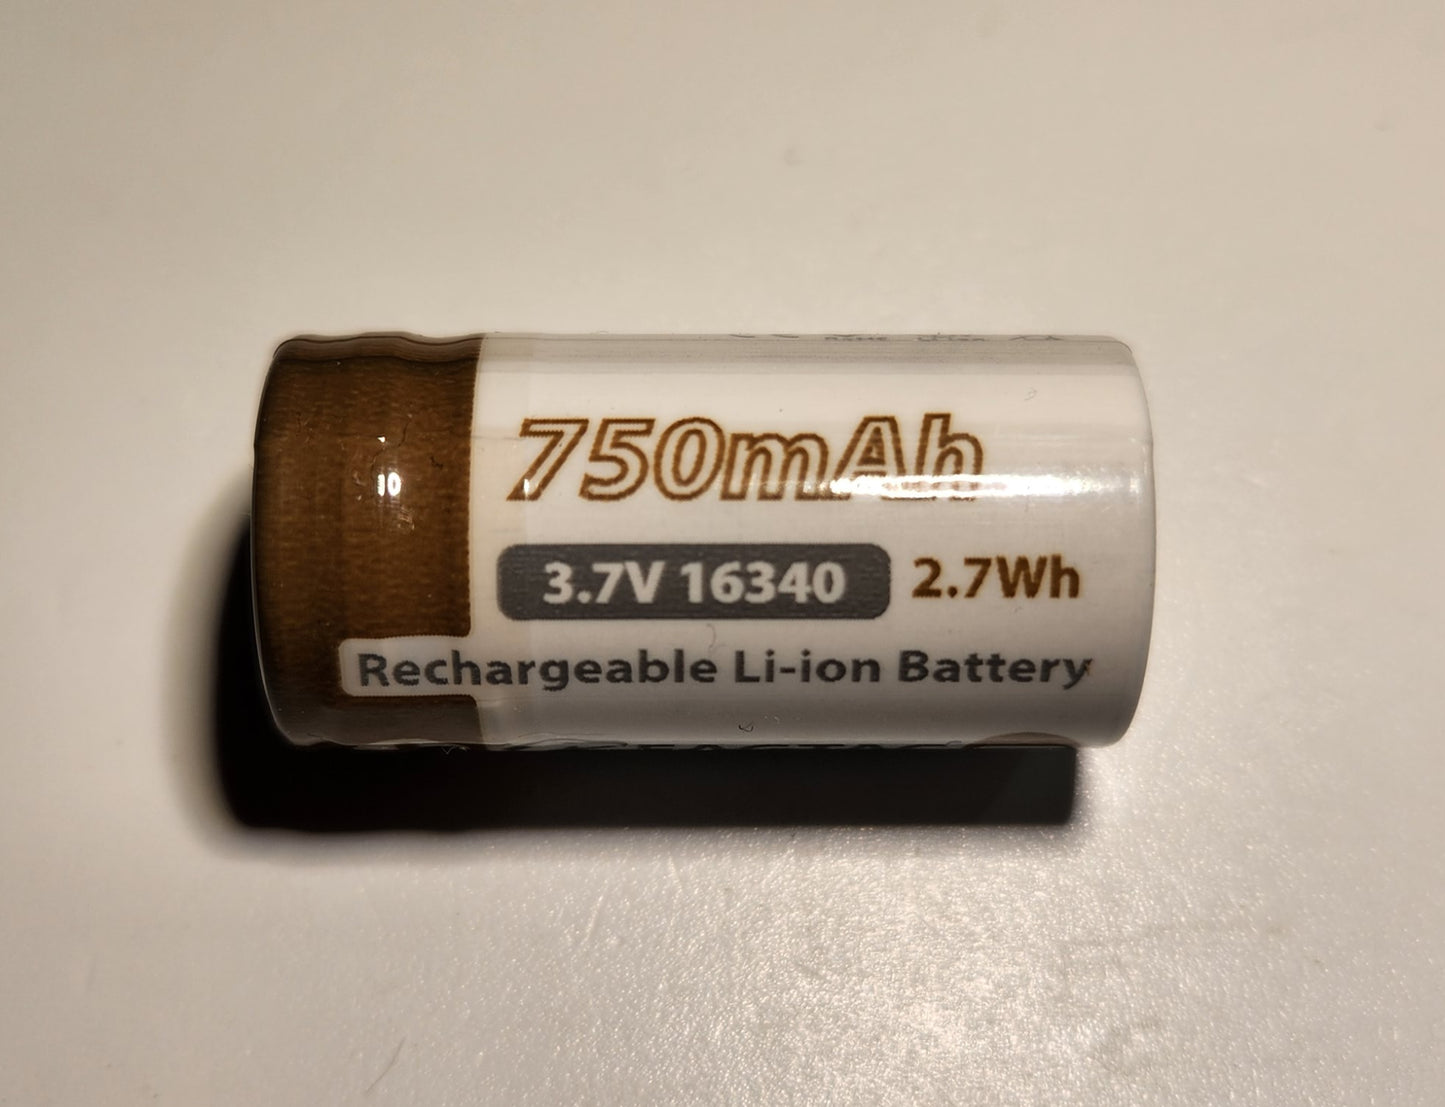 750mAh
3.7V 16340 2.7Wh
Rechargeable Li-ion Battery